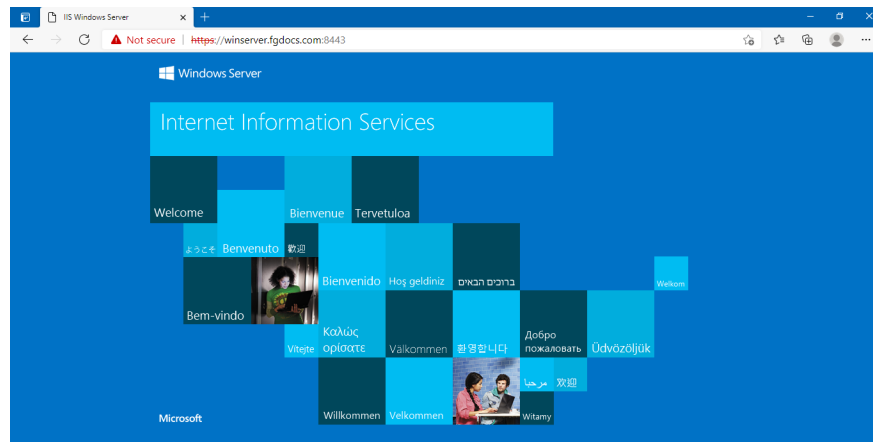 IIS Windows Server
Not secure | https://winserver.fgdocs.com:8443
Windows Server
Internet Information Services
Welcome
Bienvenue
Tervetuloa
ようこそ
Benvenuto
歡迎
Bienvenido
Hoş geldiniz
ברוכים הבאים
Welkom
Bem-vindo
Vítejte
Καλώς
ορίσατε
Välkommen
환영합니다
Добро
пожаловать
Üdvözöljük
مرحبا
欢迎
Willkommen
Velkommen
Witamy
Microsoft